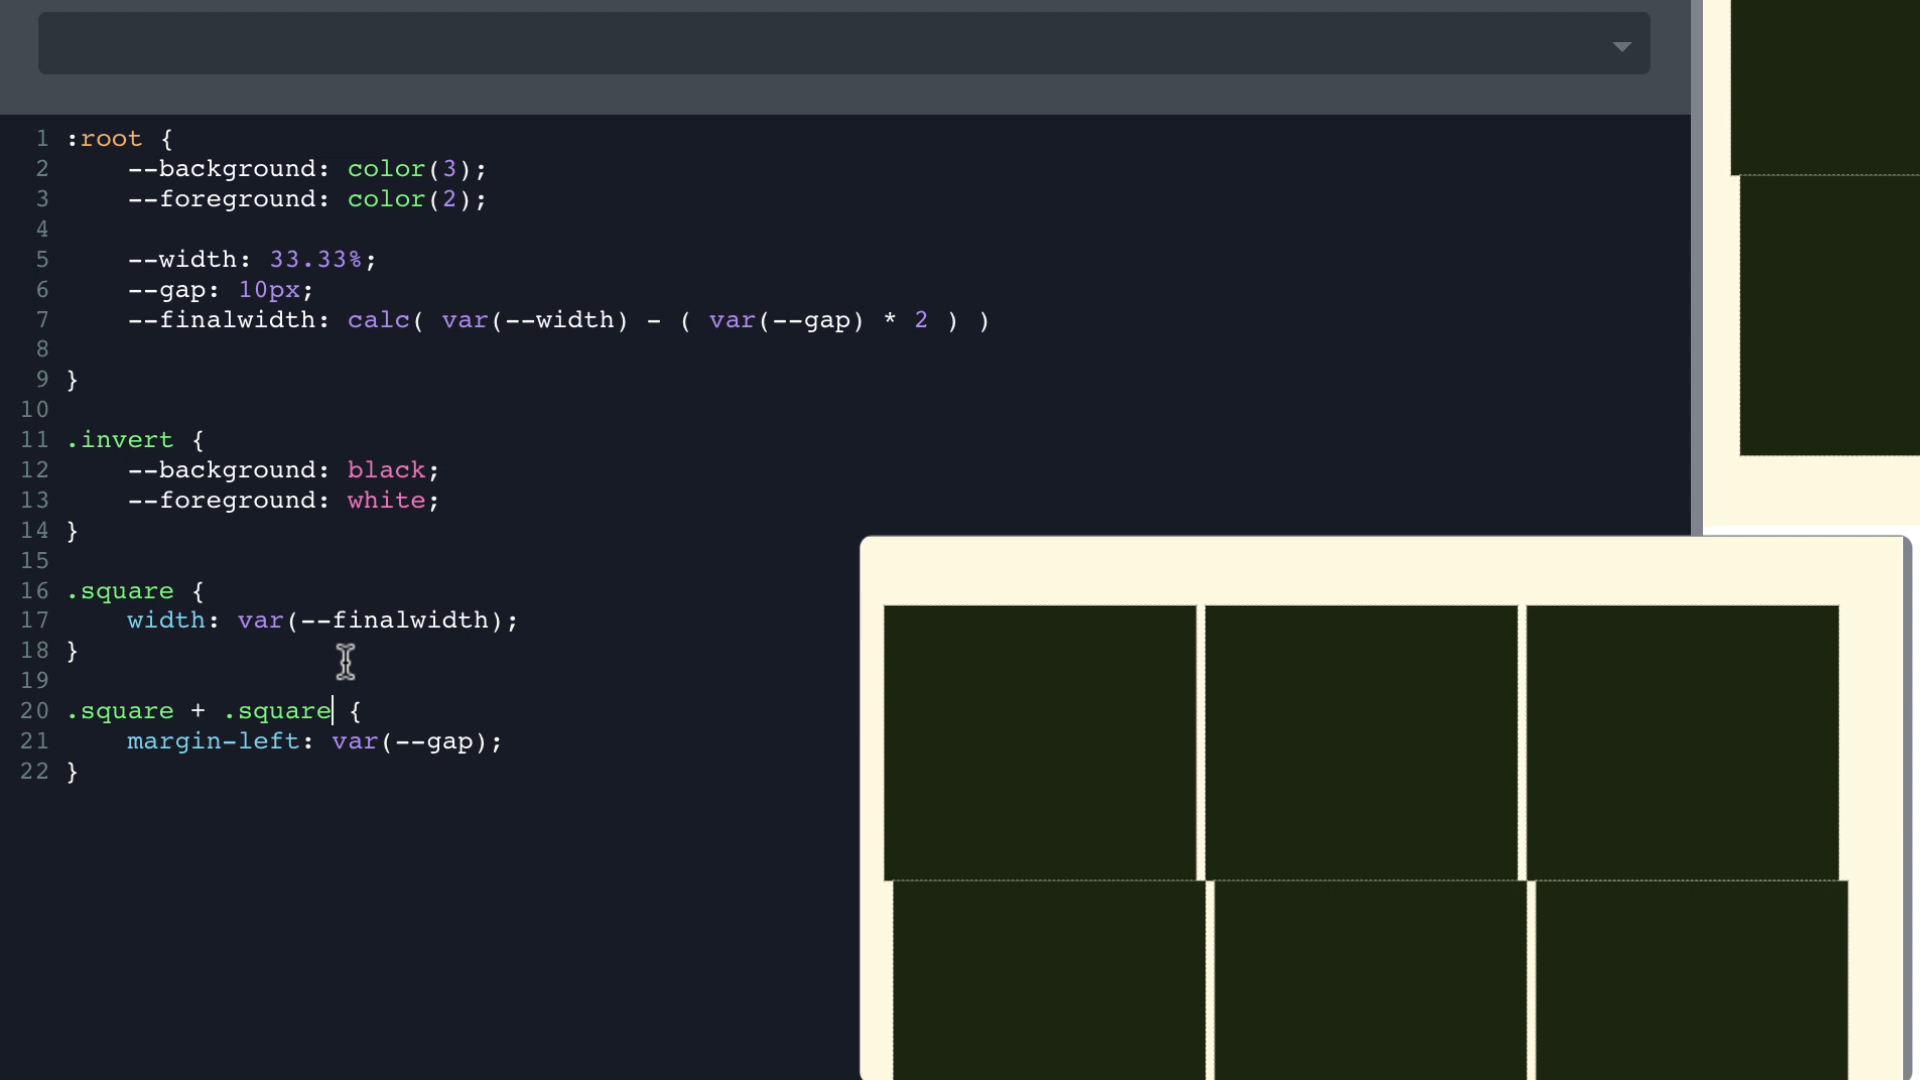 1 :root {
2 --background: color(3);
3 --foreground: color(2);
4
5 --width: 33.33%;
6 --gap: 10px;
7 --finalwidth: calc( var(--width) - ( var(--gap) * 2 ) )
8
9 }
10
11 .invert {
12 --background: black;
13 --foreground: white;
14 }
15
16 .square {
17 width: var(--finalwidth);
18 }
19
20 .square + .square {
21 margin-left: var(--gap);
22 }